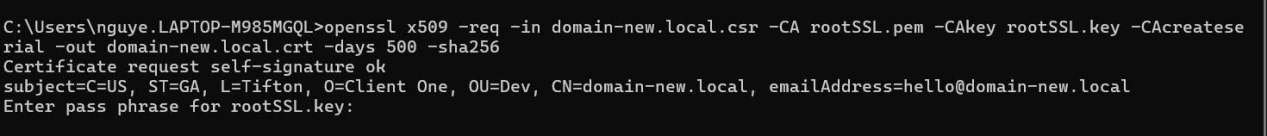 C:\Users\nguye.LAPTOP-M985MGQL>openssl x509 -req -in domain-new.local.csr -CA rootSSL.pem -CAkey rootSSL.key -CAcreatese
rial -out domain-new.local.crt -days 500 -sha256
Certificate request self-signature ok
subject=C=US, ST=GA, L=Tifton, O=Client One, OU=Dev, CN=domain-new.local, emailAddress=hello@domain-new.local
Enter pass phrase for rootSSL.key: